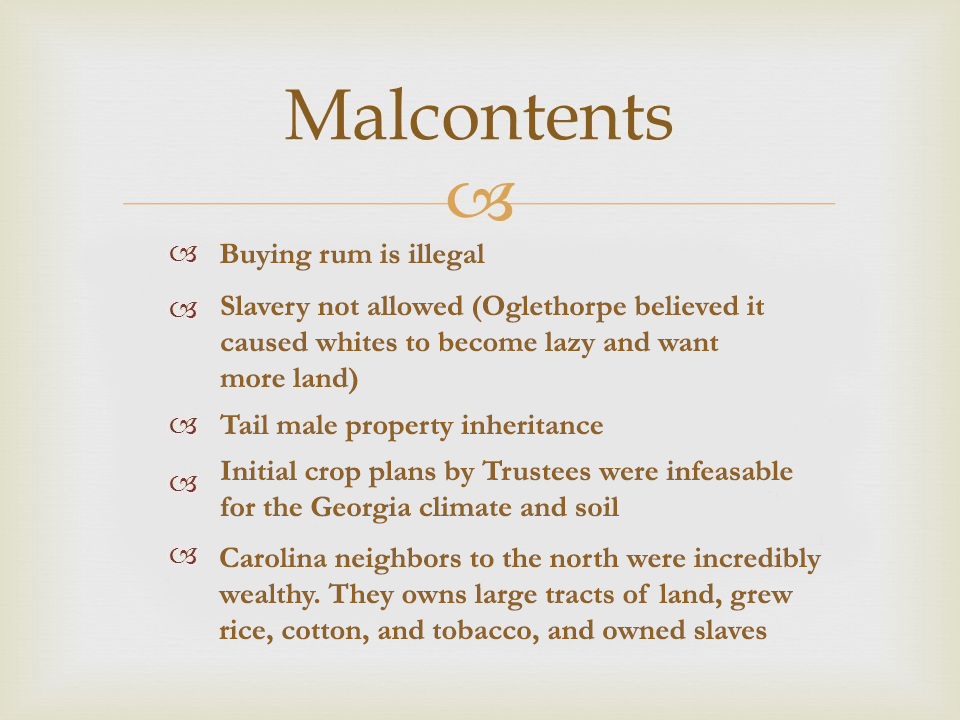 Malcontents
Buying rum is illegal
Slavery not allowed (Oglethorpe believed it
caused whites to become lazy and want
more land)
Tail male property inheritance
Initial crop plans by Trustees were infeasable
for the Georgia climate and soil
Carolina neighbors to the north were incredibly
wealthy. They owns large tracts of land, grew
rice, cotton, and tobacco, and owned slaves